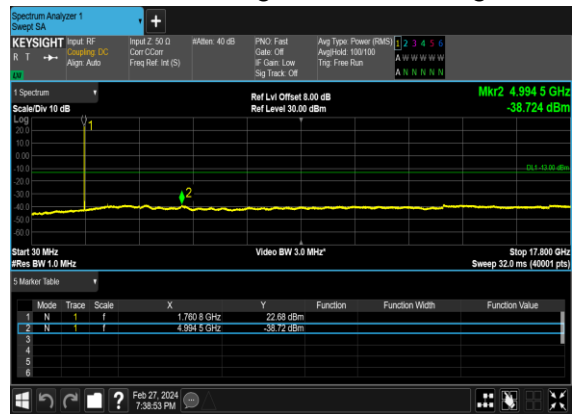 Spectrum Analyzer 1
Swept SA
+
KEYSIGHT Input: RF Input Z: 50 Ω #Atten: 40 dB PNO: Fast Avg Type: Power (RMS) 1 2 3 4 5 6
R T Coupling: DC Corr CCorr Gate: Off Avg|Hold: 100/100 A W W W W W
Align: Auto Freq Ref: Int (S) IF Gain: Low Trig: Free Run
LW Sig Track: Off A N N N N N
1 Spectrum Ref Lvl Offset 8.00 dB Mkr2 4.994 5 GHz
Scale/Div 10 dB Ref Level 30.00 dBm -38.724 dBm
Log
1
20.0
10.0
0.00
-10.0 DL1 -13.00 dBm
-20.0
-30.0 2
-40.0
-50.0
-60.0
Start 30 MHz Video BW 3.0 MHz* Stop 17.800 GHz
#Res BW 1.0 MHz Sweep 32.0 ms (40001 pts)
5 Marker Table
Mode Trace Scale X Y Function Function Width Function Value
1 N 1 f 1.760 8 GHz 22.68 dBm
2 N 1 f 4.994 5 GHz -38.72 dBm
3
4
5
6
? Feb 27, 2024
7:38:53 PM